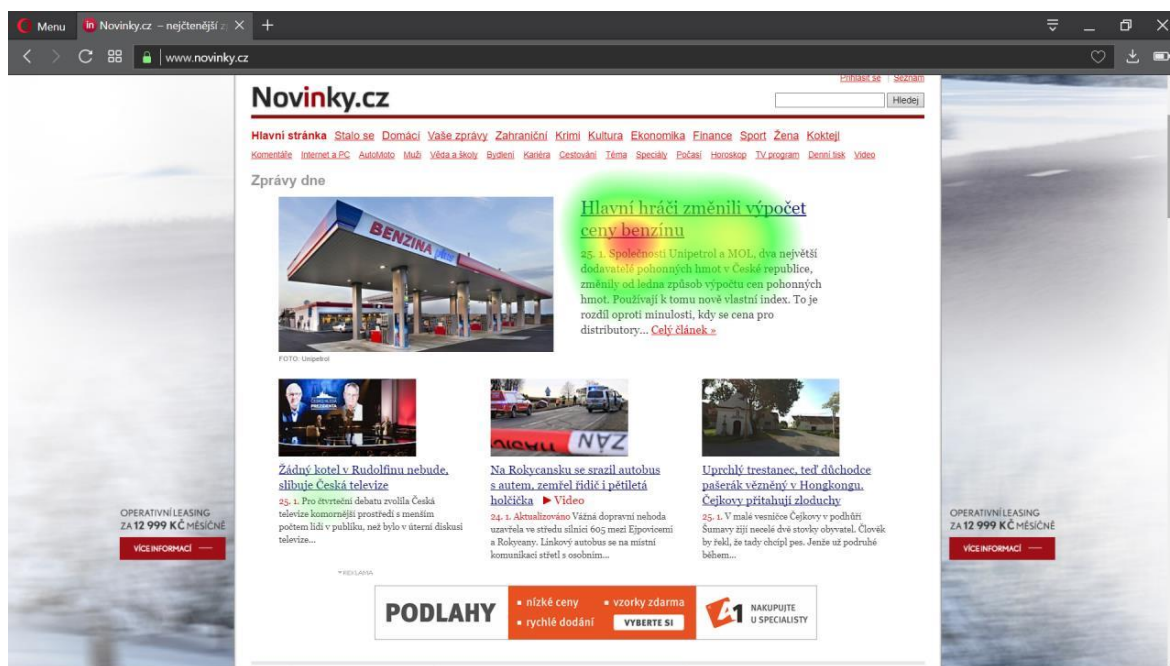 Menu
Novinky.cz – nejčtenější
www.novinky.cz
Přihlásit se | Seznam
Novinky.cz
Hledej
Hlavní stránka Stalo se Domácí Vaše zprávy Zahraniční Krimi Kultura Ekonomika Finance Sport Žena Koktejl
Komentáře Internet a PC AutoMoto Muži Věda a školy Bydlení Kariéra Cestování Téma Speciály Počasí Horoskop TV program Denní tisk Video
Zprávy dne
BENZINA plus
FOTO: Unipetrol
Hlavní hráči změnili výpočet
ceny benzínu
25. 1. Společnosti Unipetrol a MOL, dva největší
dodavatelé pohonných hmot v České republice,
změnily od ledna způsob výpočtu cen pohonných
hmot. Používají k tomu nově vlastní index. To je
rozdíl oproti minulosti, kdy se cena pro
distributory... Celý článek »
Žádný kotel v Rudolfinu nebude,
slibuje Česká televize
25. 1. Pro čtvrteční debatu zvolila Česká
televize komornější prostředí s menším
počtem lidí v publiku, než bylo v úterní diskusi
televize...
Na Rokycansku se srazil autobus
s autem, zemřel řidič i pětiletá
holčička ▶ Video
24. 1. Aktualizováno Vážná dopravní nehoda
uzavřela ve středu silnici 605 mezi Ejpovicemi
a Rokycany. Linkový autobus se na místní
komunikaci střetl s osobním...
Uprchlý trestanec, teď důchodce
pašerák vězněný v Hongkongu.
Čejkovy přitahují zloduchy
25. 1. V malé vesničce Čejkovy v podhůří
Šumavy žijí necelé dvě stovky obyvatel. Člověk
by řekl, že tady chcípl pes. Jenže už podruhé
během...
OPERATIVNÍ LEASING
ZA 12 999 KČ MĚSÍČNĚ
VÍCE INFORMACÍ
OPERATIVNÍ LEASING
ZA 12 999 KČ MĚSÍČNĚ
VÍCE INFORMACÍ
▾ REKLAMA
PODLAHY
▪ nízké ceny ▪ vzorky zdarma
▪ rychlé dodání VYBERTE SI
A1 NAKUPUJTE
U SPECIALISTY